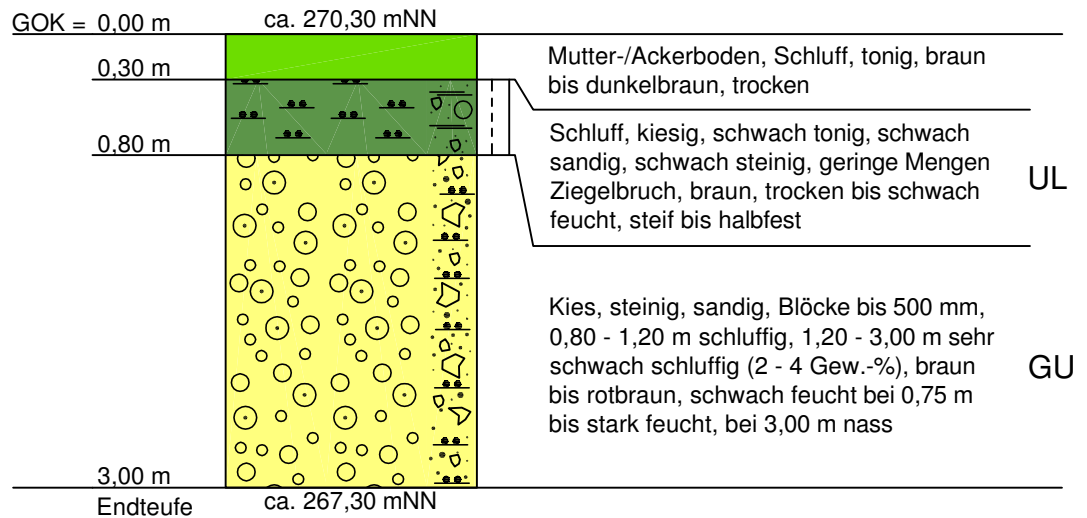 GOK = 0,00 m
ca. 270,30 mNN
0,30 m
Mutter-/Ackerboden, Schluff, tonig, braun
bis dunkelbraun, trocken
0,80 m
Schluff, kiesig, schwach tonig, schwach
sandig, schwach steinig, geringe Mengen
Ziegelbruch, braun, trocken bis schwach
feucht, steif bis halbfest
UL
Kies, steinig, sandig, Blöcke bis 500 mm,
0,80 - 1,20 m schluffig, 1,20 - 3,00 m sehr
schwach schluffig (2 - 4 Gew.-%), braun
bis rotbraun, schwach feucht bei 0,75 m
bis stark feucht, bei 3,00 m nass
GU
3,00 m
Endteufe
ca. 267,30 mNN